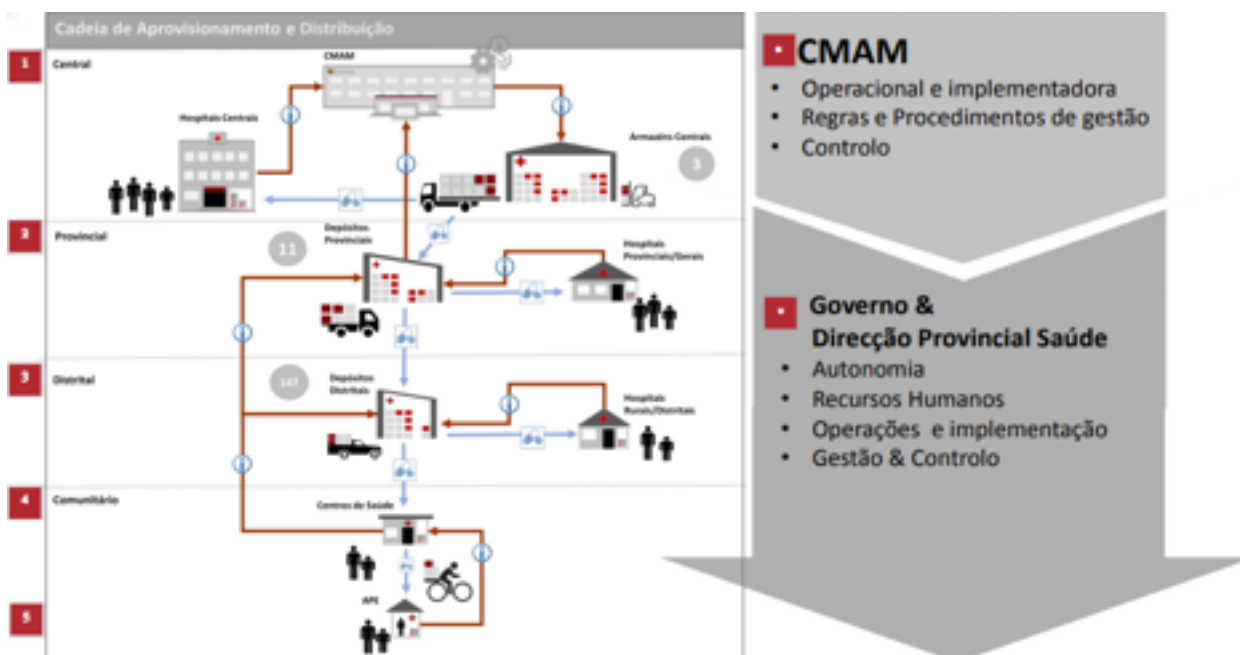 Cadeia de Aprovisionamento e Distribuição
1
Central
CMAM
Hospitais Centrais
Armazéns Centrais
3
2
Provincial
11
Depósitos
Provinciais
Hospitais
Provinciais/Gerais
3
Distrital
147
Depósitos
Distritais
Hospitais
Rurais/Distritais
4
Comunitário
Centros de Saúde
APE
5
CMAM
• Operacional e implementadora
• Regras e Procedimentos de gestão
• Controlo
Governo &
Direcção Provincial Saúde
• Autonomia
• Recursos Humanos
• Operações e implementação
• Gestão & Controlo